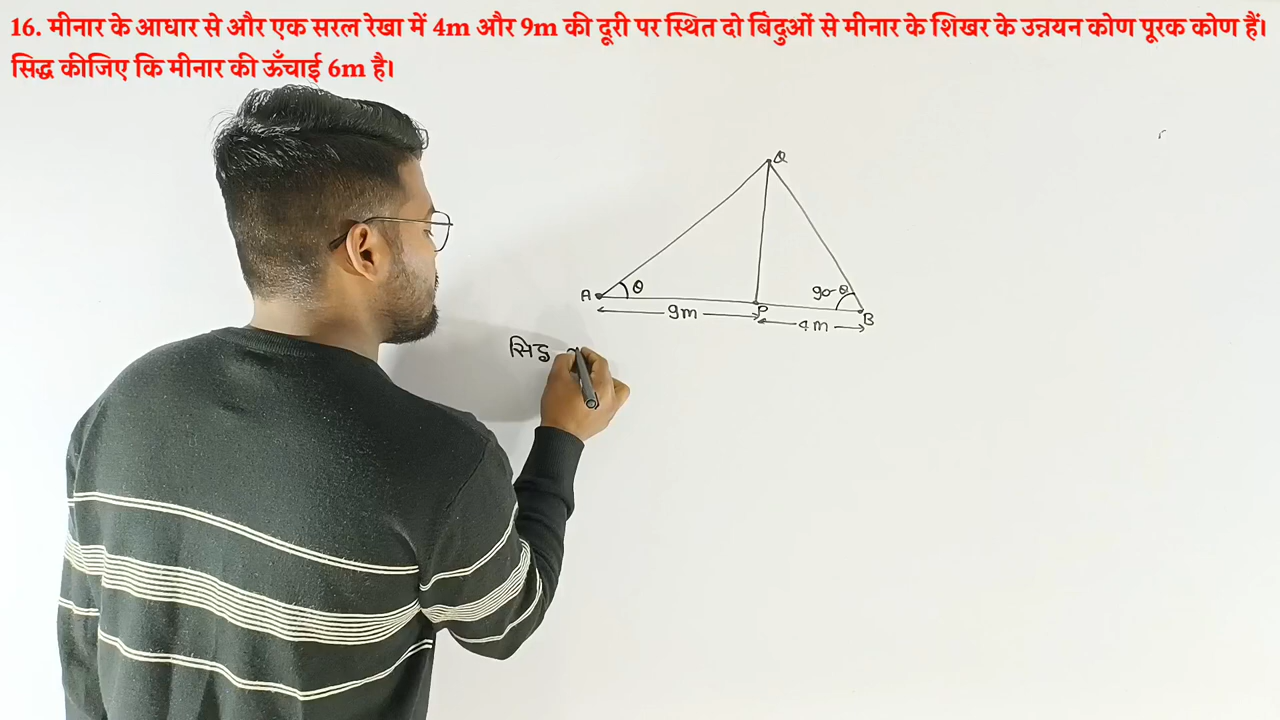 16. मीनार के आधार से और एक सरल रेखा में 4m और 9m की दूरी पर स्थित दो बिंदुओं से मीनार के शिखर के उन्नयन कोण पूरक कोण हैं।
सिद्ध कीजिए कि मीनार की ऊँचाई 6m है।
Q
A θ 90-θ
P B
9m 4m
सिद्ध